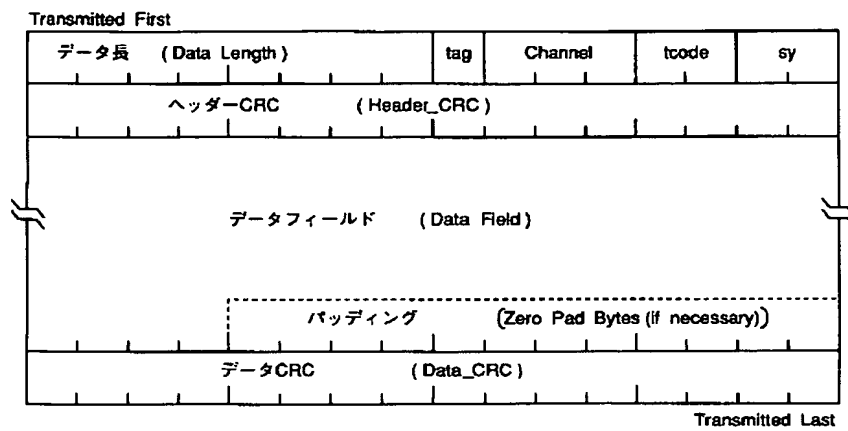 Transmitted First
データ長 (Data Length) tag Channel tcode sy
ヘッダーCRC (Header_CRC)
データフィールド (Data Field)
パッディング (Zero Pad Bytes (if necessary))
データCRC (Data_CRC)
Transmitted Last